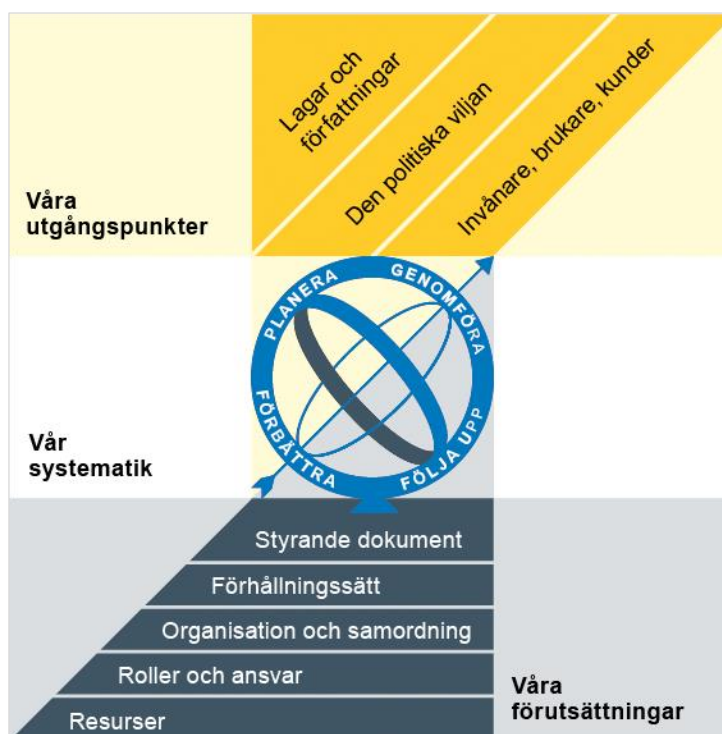 Lagar och
författningar
Den politiska viljan
Invånare, brukare, kunder
Våra
utgångspunkter
PLANERA
GENOMFÖRA
FÖRBÄTTRA
FÖLJA UPP
Vår
systematik
Styrande dokument
Förhållningssätt
Organisation och samordning
Roller och ansvar
Resurser
Våra
förutsättningar